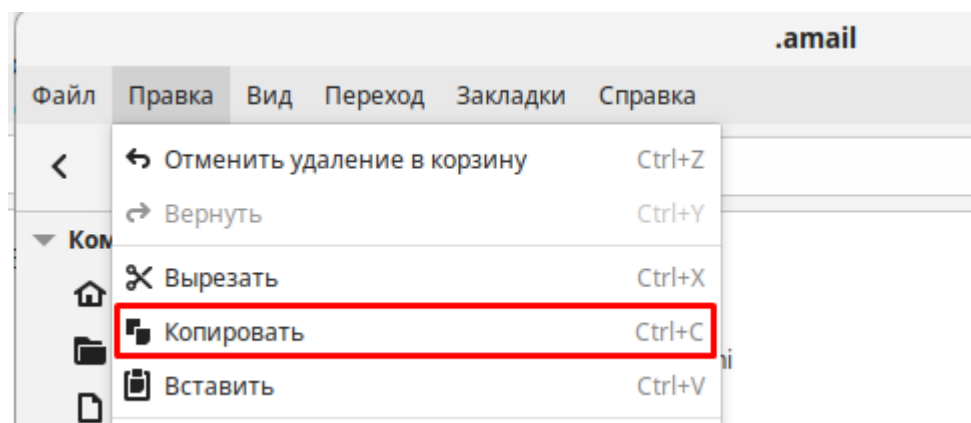 .amail
Файл Правка Вид Переход Закладки Справка
Отменить удаление в корзину Ctrl+Z
Вернуть Ctrl+Y
Ком
Вырезать Ctrl+X
Копировать Ctrl+C
Вставить Ctrl+V